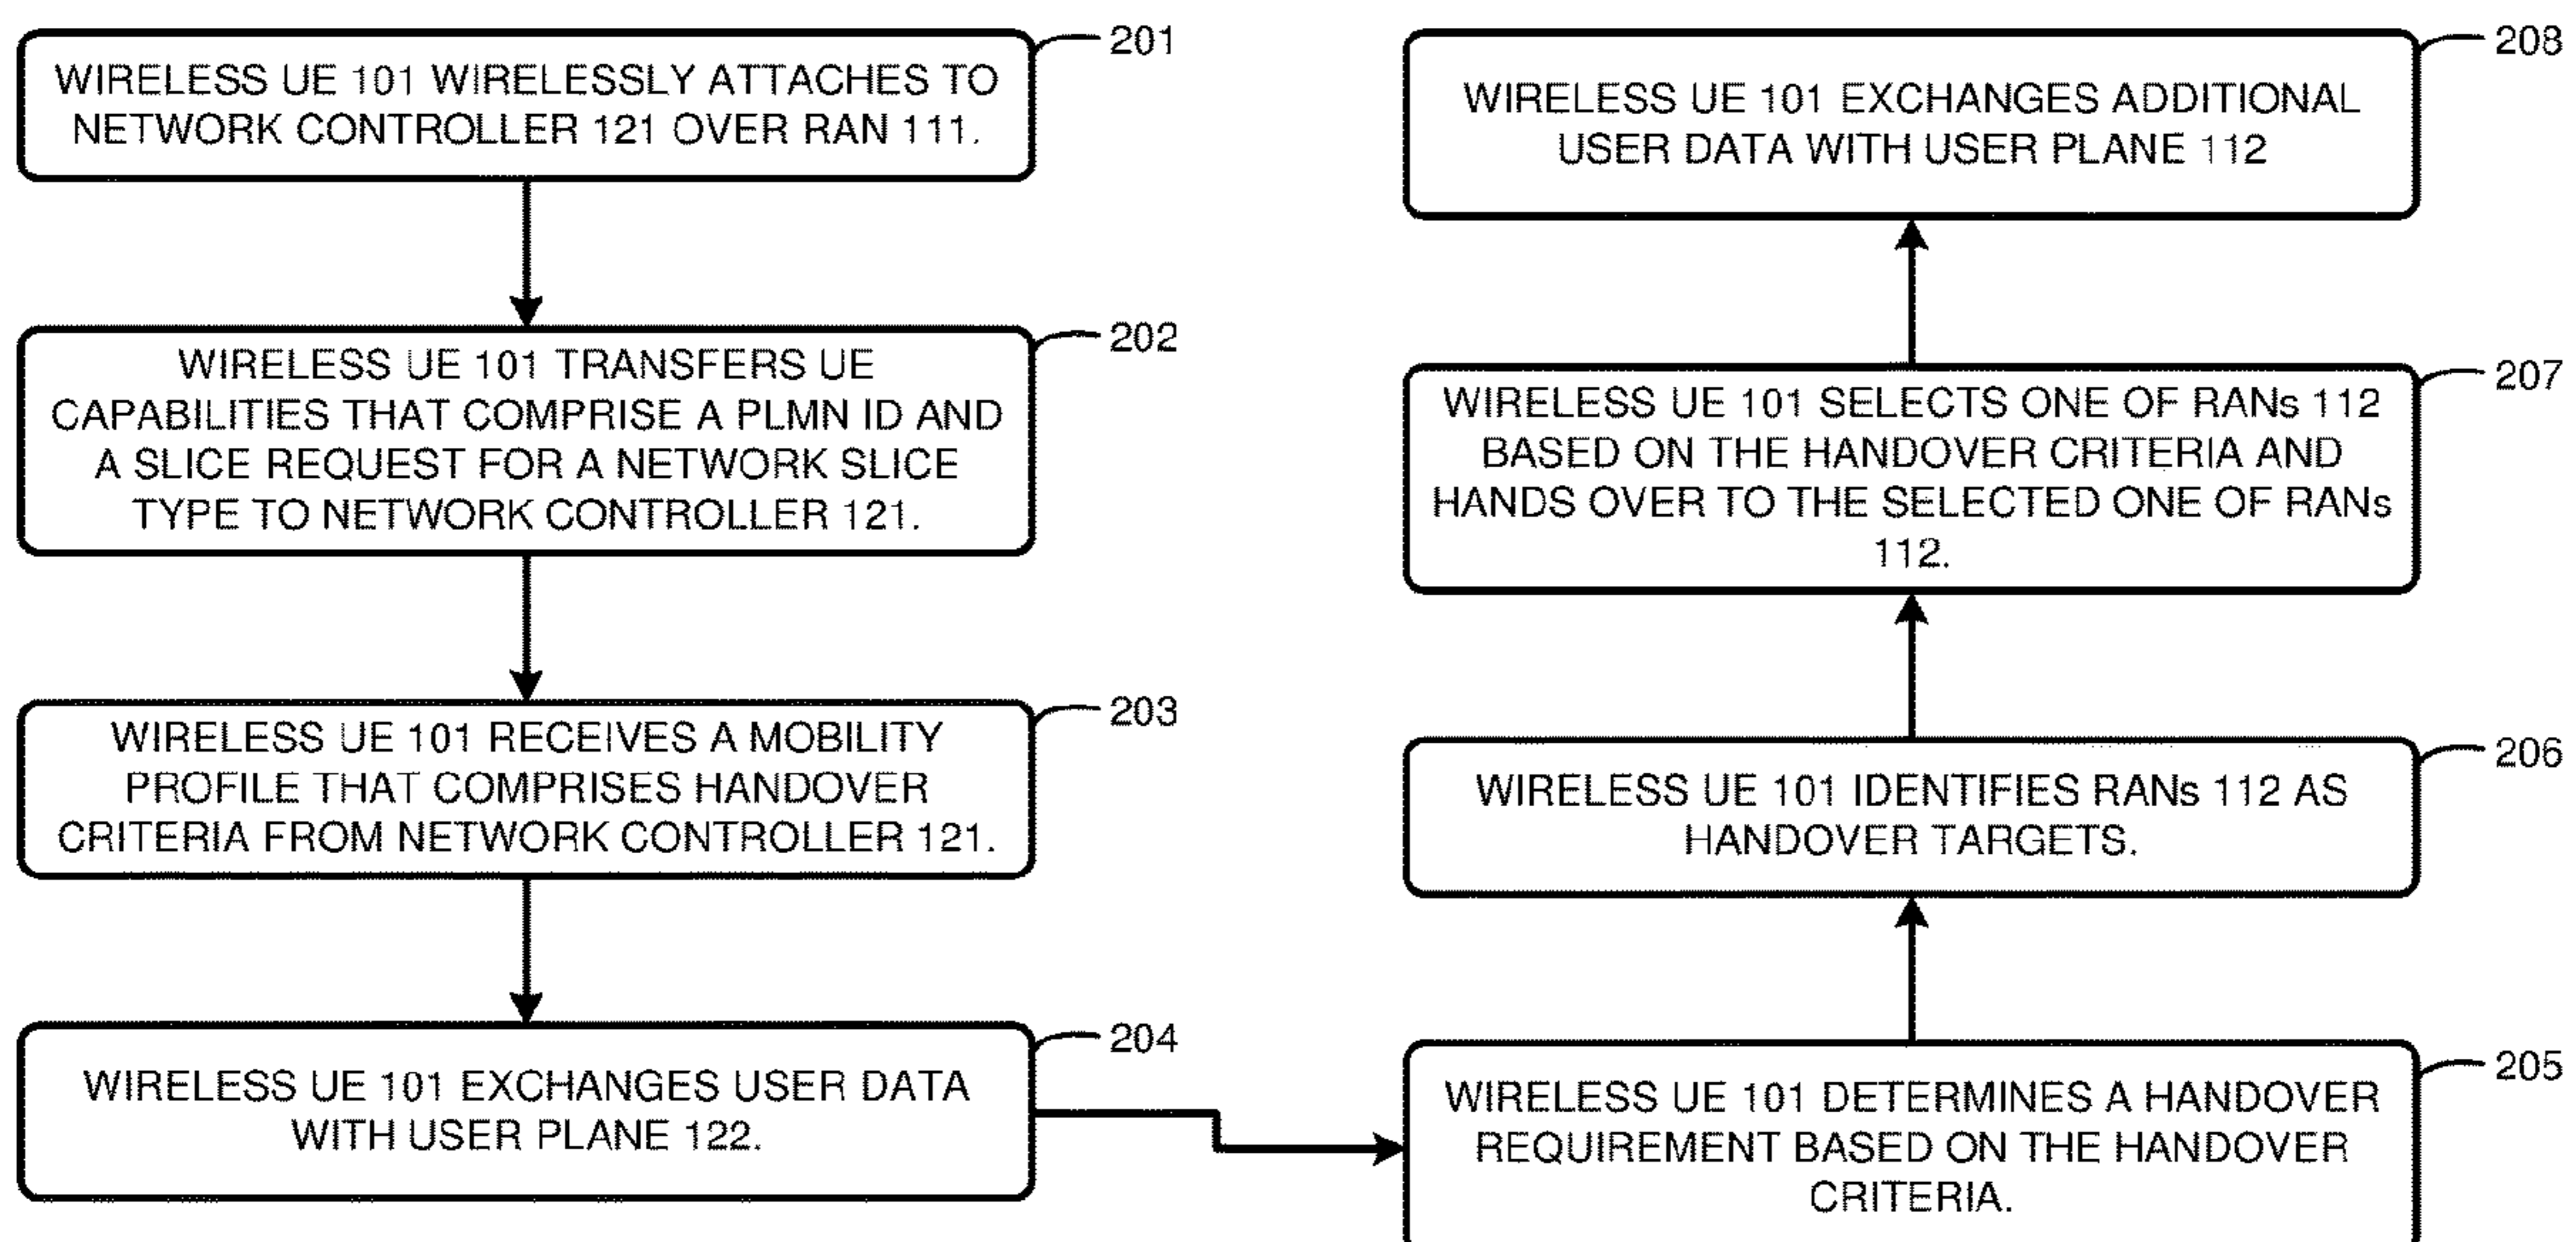 WIRELESS UE 101 WIRELESSLY ATTACHES TO
NETWORK CONTROLLER 121 OVER RAN 111.
201
WIRELESS UE 101 TRANSFERS UE
CAPABILITIES THAT COMPRISE A PLMN ID AND
A SLICE REQUEST FOR A NETWORK SLICE
TYPE TO NETWORK CONTROLLER 121.
202
WIRELESS UE 101 RECEIVES A MOBILITY
PROFILE THAT COMPRISES HANDOVER
CRITERIA FROM NETWORK CONTROLLER 121.
203
WIRELESS UE 101 EXCHANGES USER DATA
WITH USER PLANE 122.
204
WIRELESS UE 101 DETERMINES A HANDOVER
REQUIREMENT BASED ON THE HANDOVER
CRITERIA.
205
WIRELESS UE 101 IDENTIFIES RANs 112 AS
HANDOVER TARGETS.
206
WIRELESS UE 101 SELECTS ONE OF RANs 112
BASED ON THE HANDOVER CRITERIA AND
HANDS OVER TO THE SELECTED ONE OF RANs
112.
207
WIRELESS UE 101 EXCHANGES ADDITIONAL
USER DATA WITH USER PLANE 112
208